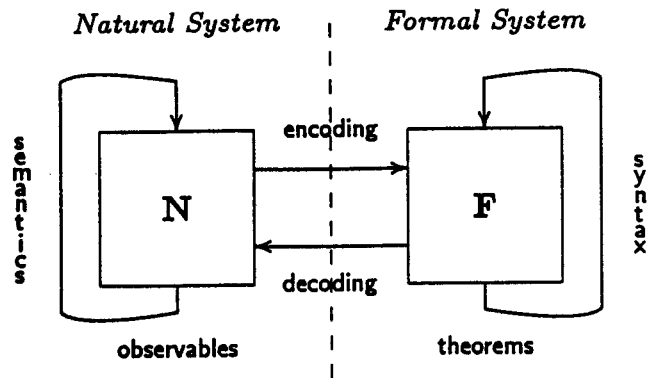 Natural System
Formal System
encoding
semantics
N
F
syntax
decoding
observables
theorems